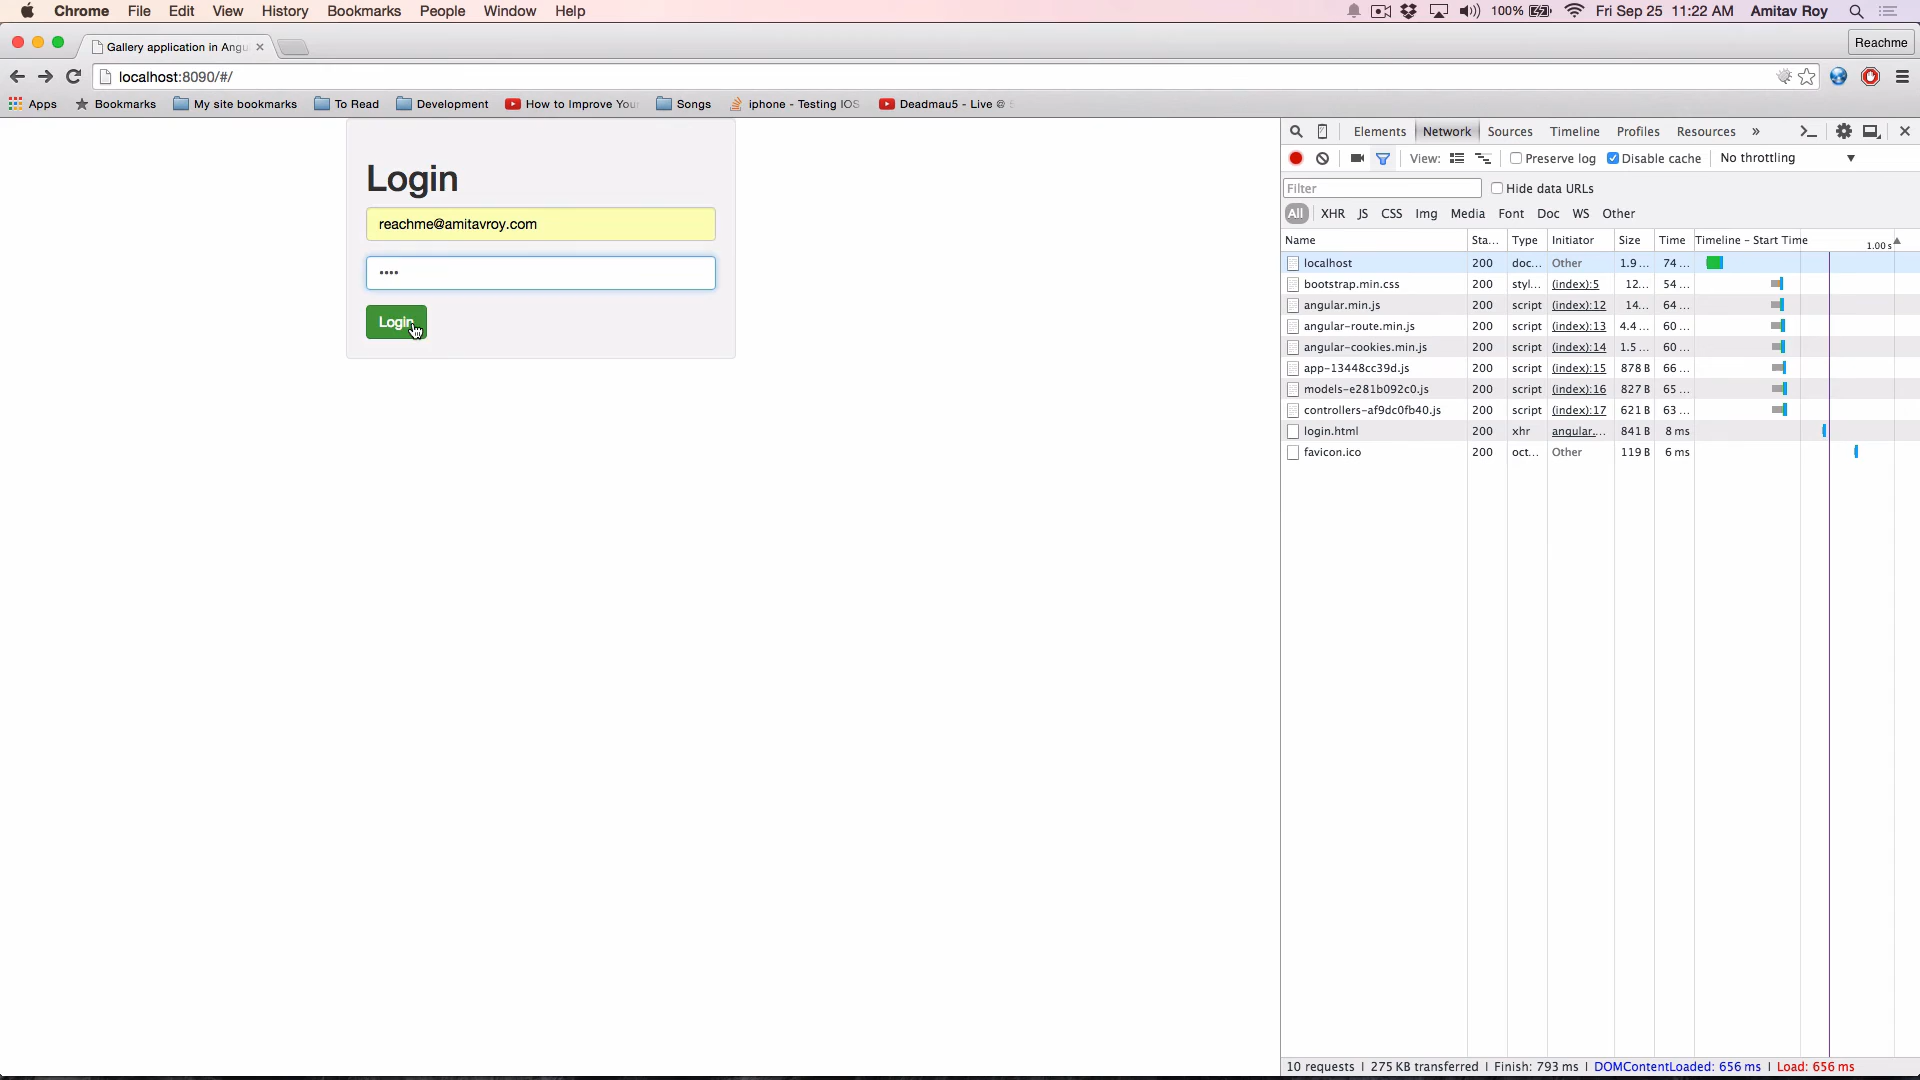 Chrome File Edit View History Bookmarks People Window Help 100% Fri Sep 25 11:22 AM Amitav Roy
Gallery application in Angu Reachme
localhost:8090/#/
Apps Bookmarks My site bookmarks To Read Development How to Improve You Songs iphone - Testing IOS Deadmau5 - Live @
Elements Network Sources Timeline Profiles Resources »
View: Preserve log Disable cache No throttling
Filter Hide data URLs
All XHR JS CSS Img Media Font Doc WS Other
Name Sta... Type Initiator Size Time Timeline – Start Time 1.00 s
localhost 200 doc... Other 1.9 ... 74 ...
bootstrap.min.css 200 styl... (index):5 12... 54 ...
angular.min.js 200 script (index):12 14... 64 ...
angular-route.min.js 200 script (index):13 4.4 ... 60 ...
angular-cookies.min.js 200 script (index):14 1.5 ... 60 ...
app-13448cc39d.js 200 script (index):15 878 B 66 ...
models-e281b092c0.js 200 script (index):16 827 B 65 ...
controllers-af9dc0fb40.js 200 script (index):17 621 B 63 ...
login.html 200 xhr angular.... 841 B 8 ms
favicon.ico 200 oct... Other 119 B 6 ms
10 requests | 275 KB transferred | Finish: 793 ms | DOMContentLoaded: 656 ms | Load: 656 ms
Login
reachme@amitavroy.com
••••
Login